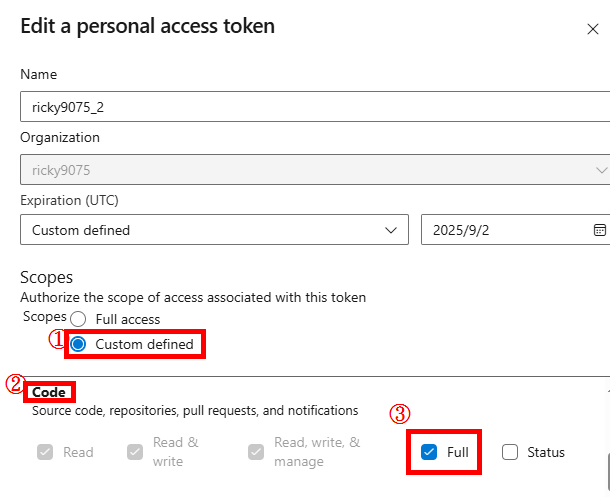 Edit a personal access token
Name
ricky9075_2
Organization
ricky9075
Expiration (UTC)
Custom defined
2025/9/2
Scopes
Authorize the scope of access associated with this token
Scopes
Full access
① Custom defined
② Code
Source code, repositories, pull requests, and notifications
③
Read
Read & write
Read, write, & manage
Full
Status